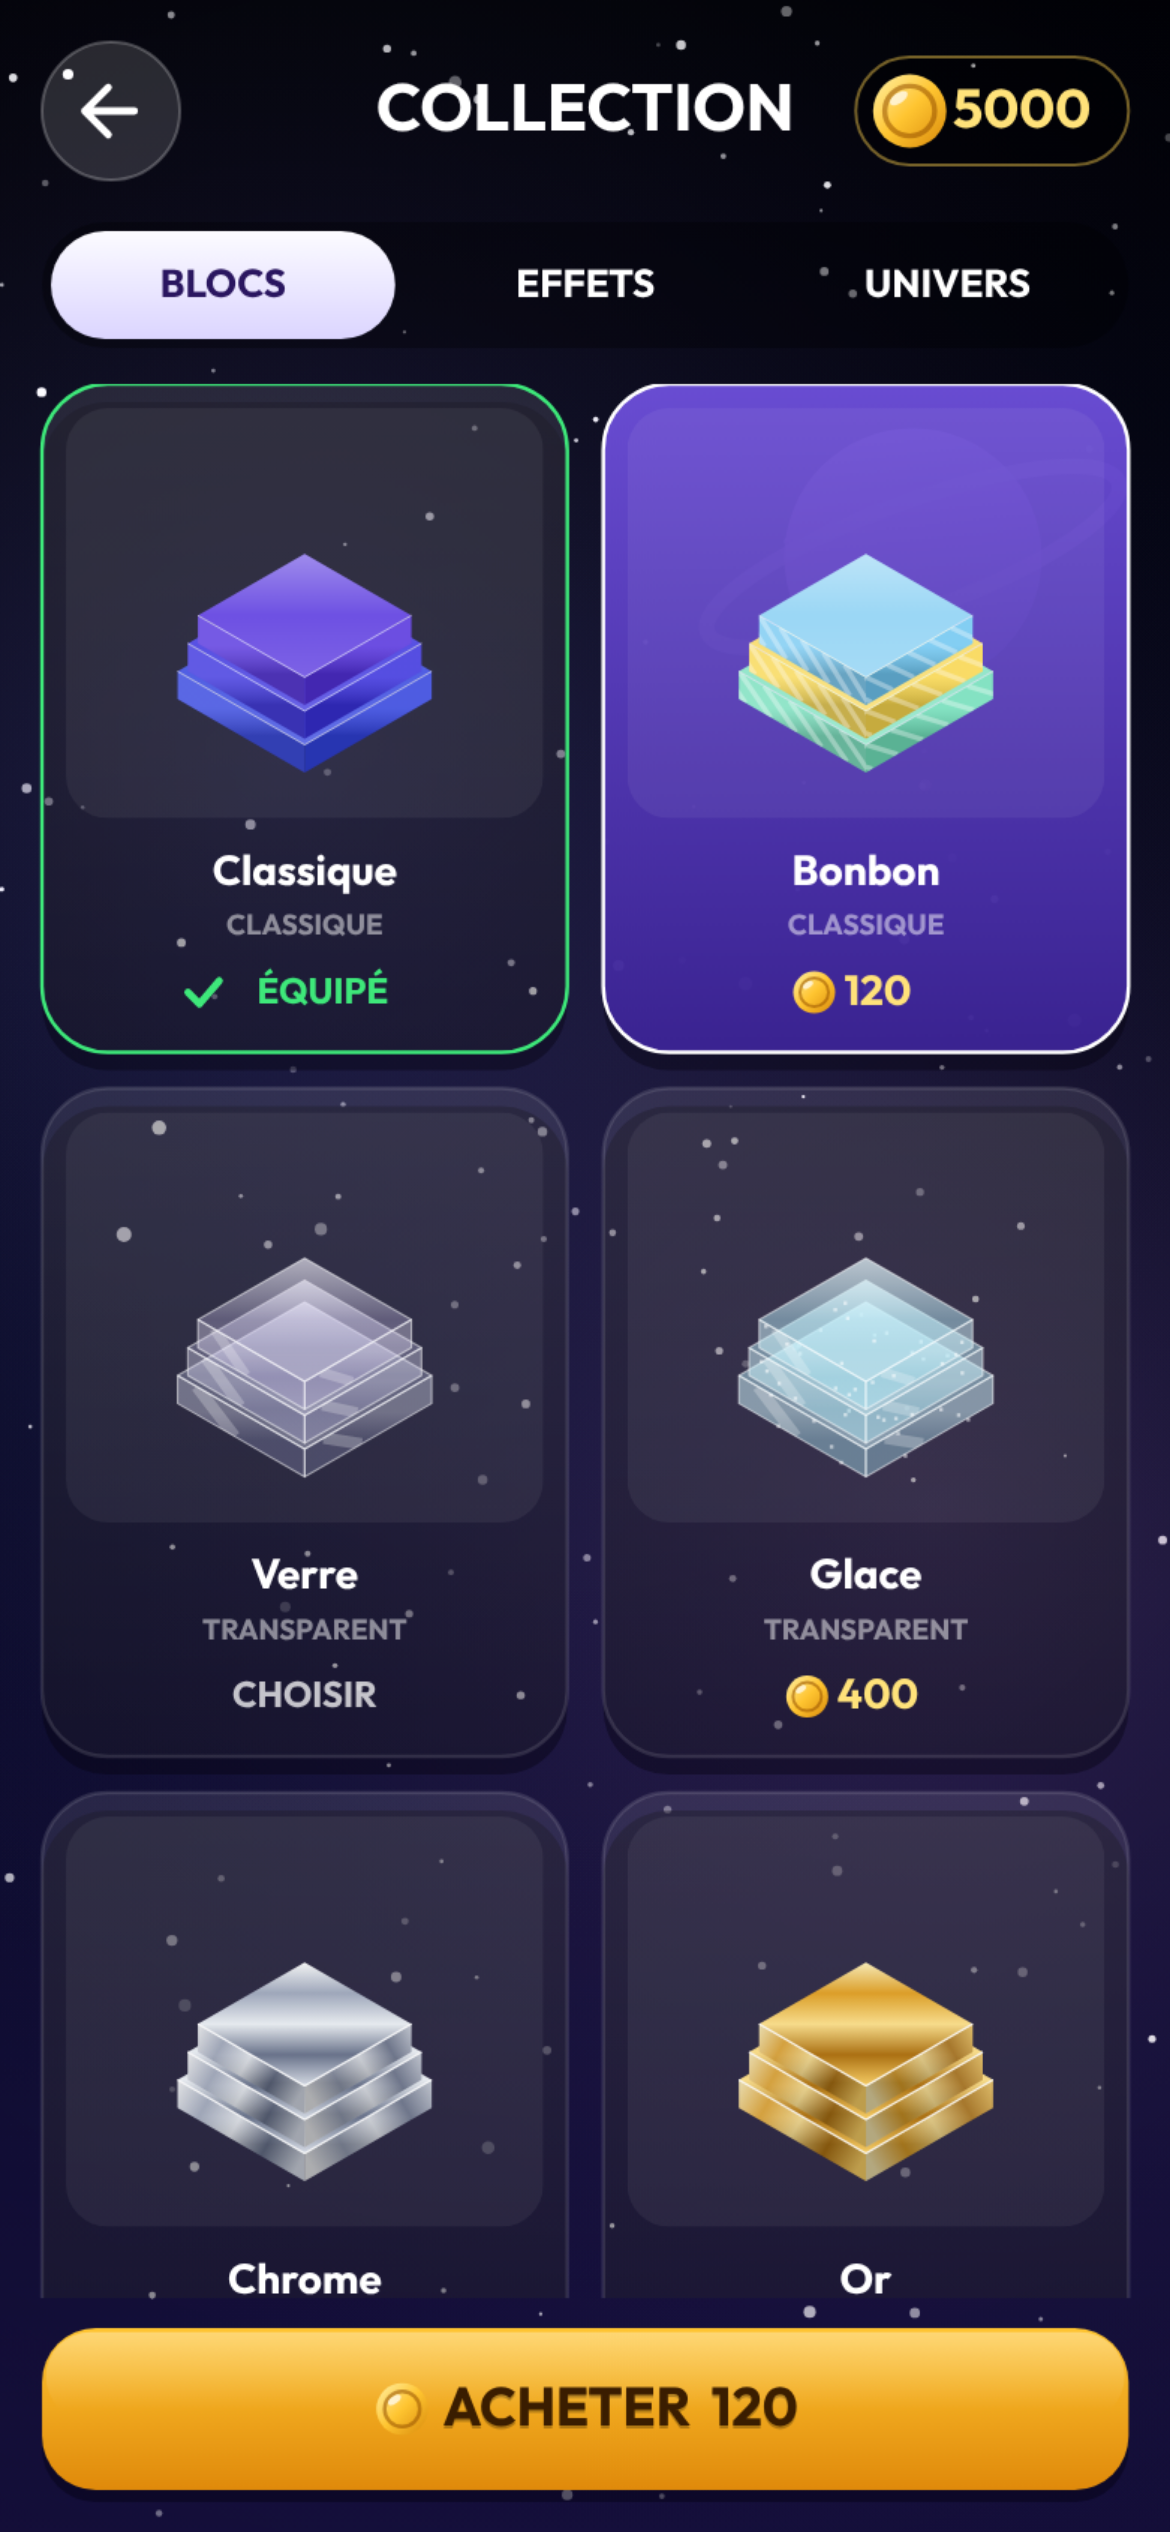 COLLECTION
5000
BLOCS
EFFETS
UNIVERS
Classique
CLASSIQUE
ÉQUIPÉ
Bonbon
CLASSIQUE
120
Verre
TRANSPARENT
CHOISIR
Glace
TRANSPARENT
400
Chrome
Or
ACHETER 120